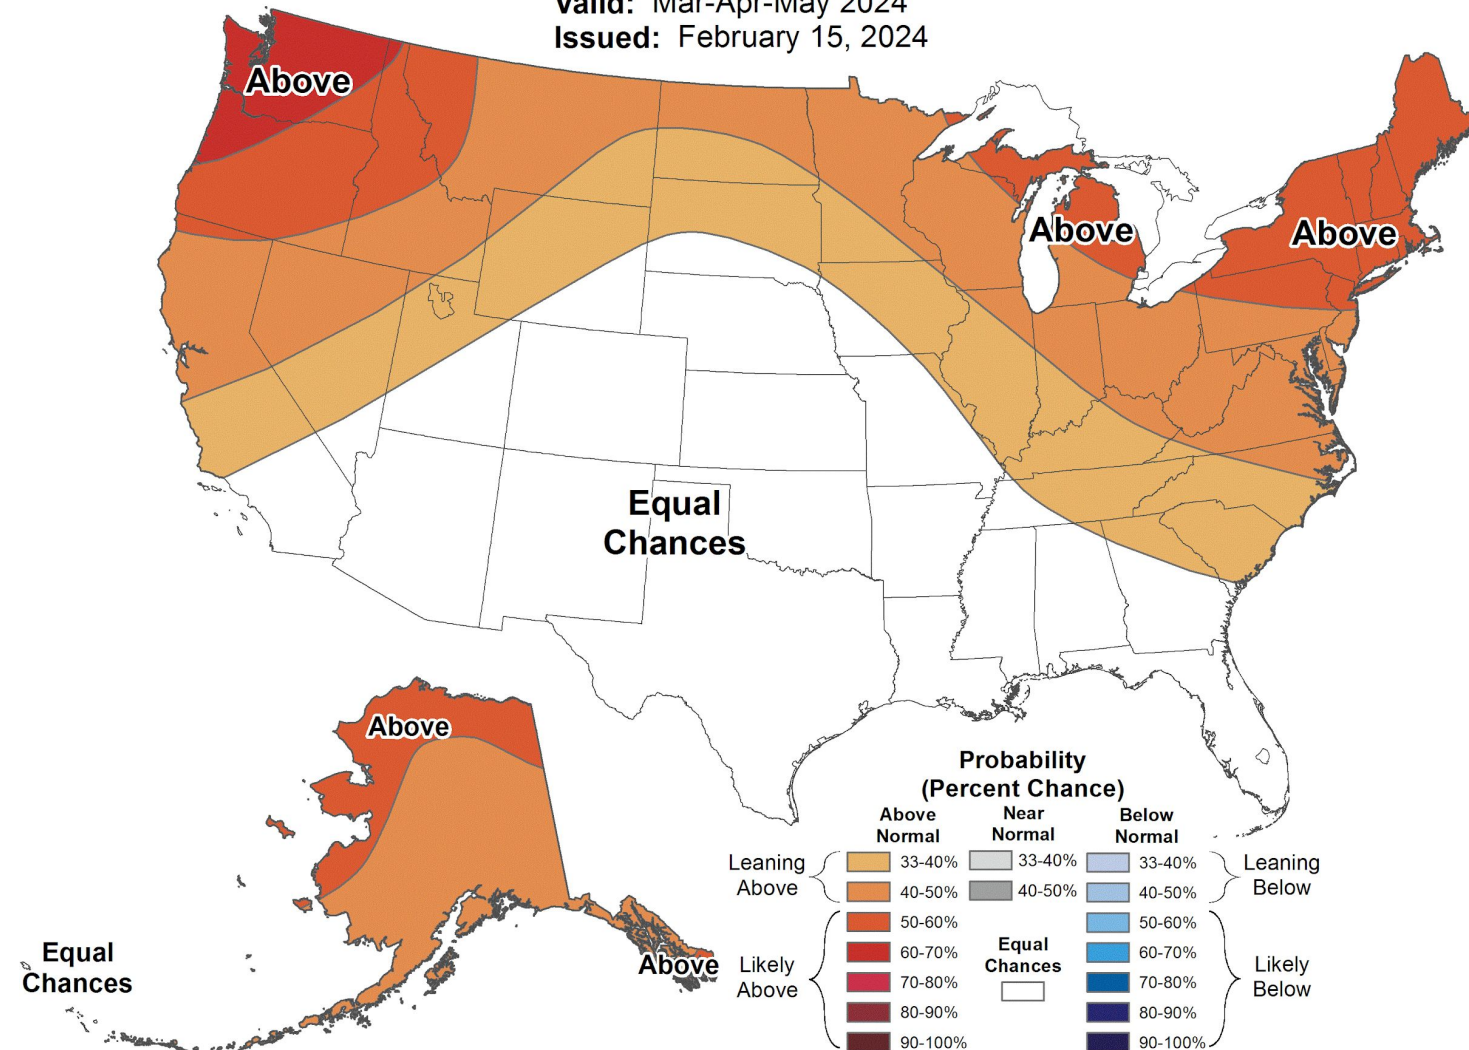 Valid: Mar-Apr-May 2024
Issued: February 15, 2024
Above
Above
Above
Equal
Chances
Above
Above
Equal
Chances
Probability
(Percent Chance)
Above
Normal
Near
Normal
Below
Normal
Leaning
Above
33-40%
33-40%
33-40%
Leaning
Below
40-50%
40-50%
40-50%
50-60%
50-60%
Likely
Above
60-70%
Equal
Chances
60-70%
Likely
Below
70-80%
70-80%
80-90%
80-90%
90-100%
90-100%